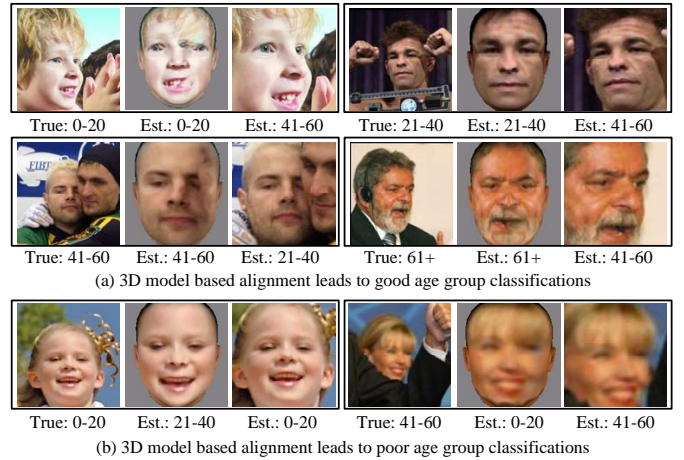 True: 0-20 Est.: 0-20 Est.: 41-60 True: 21-40 Est.: 21-40 Est.: 41-60
FIBT
True: 41-60 Est.: 41-60 Est.: 21-40 True: 61+ Est.: 61+ Est.: 41-60
(a) 3D model based alignment leads to good age group classifications
True: 0-20 Est.: 21-40 Est.: 0-20 True: 41-60 Est.: 0-20 Est.: 41-60
(b) 3D model based alignment leads to poor age group classifications